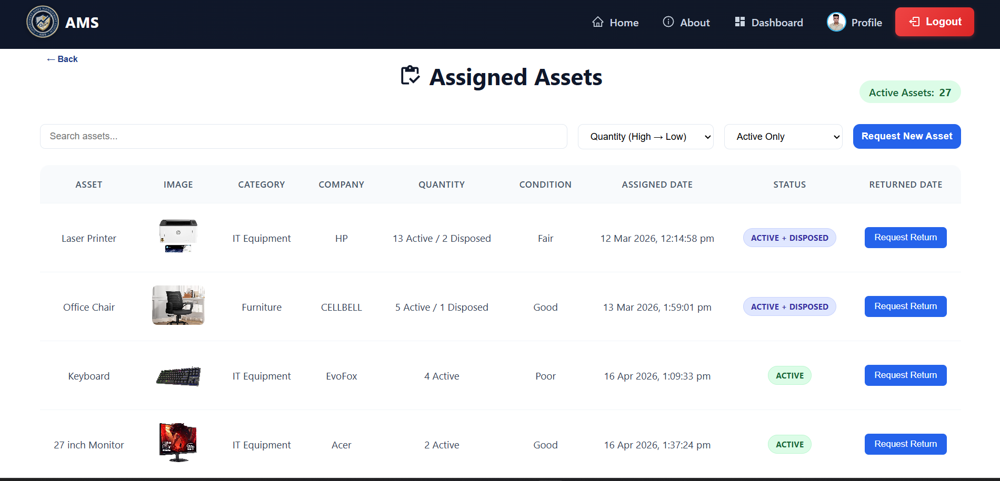 AMS
Home
About
Dashboard
Profile
Logout
← Back
Assigned Assets
Active Assets: 27
Search assets...
Quantity (High → Low)
Active Only
Request New Asset
ASSET IMAGE CATEGORY COMPANY QUANTITY CONDITION ASSIGNED DATE STATUS RETURNED DATE
Laser Printer IT Equipment HP 13 Active / 2 Disposed Fair 12 Mar 2026, 12:14:58 pm ACTIVE + DISPOSED Request Return
Office Chair Furniture CELLBELL 5 Active / 1 Disposed Good 13 Mar 2026, 1:59:01 pm ACTIVE + DISPOSED Request Return
Keyboard IT Equipment EvoFox 4 Active Poor 16 Apr 2026, 1:09:33 pm ACTIVE Request Return
27 inch Monitor IT Equipment Acer 2 Active Good 16 Apr 2026, 1:37:24 pm ACTIVE Request Return